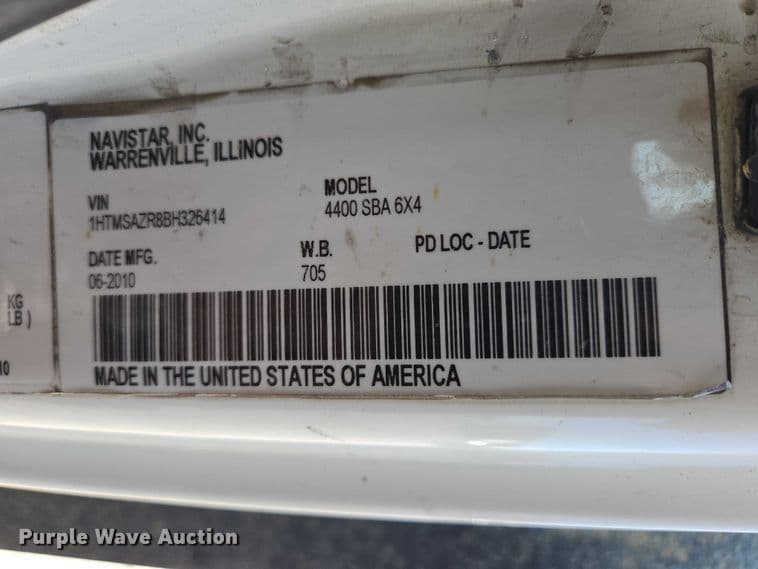 NAVISTAR, INC.
WARRENVILLE, ILLINOIS
VIN
1HTMSAZR8BH326414
MODEL
4400 SBA 6X4
DATE MFG.
06-2010
W.B.
705
PD LOC - DATE
KG
LB )
10
MADE IN THE UNITED STATES OF AMERICA
Purple Wave Auction